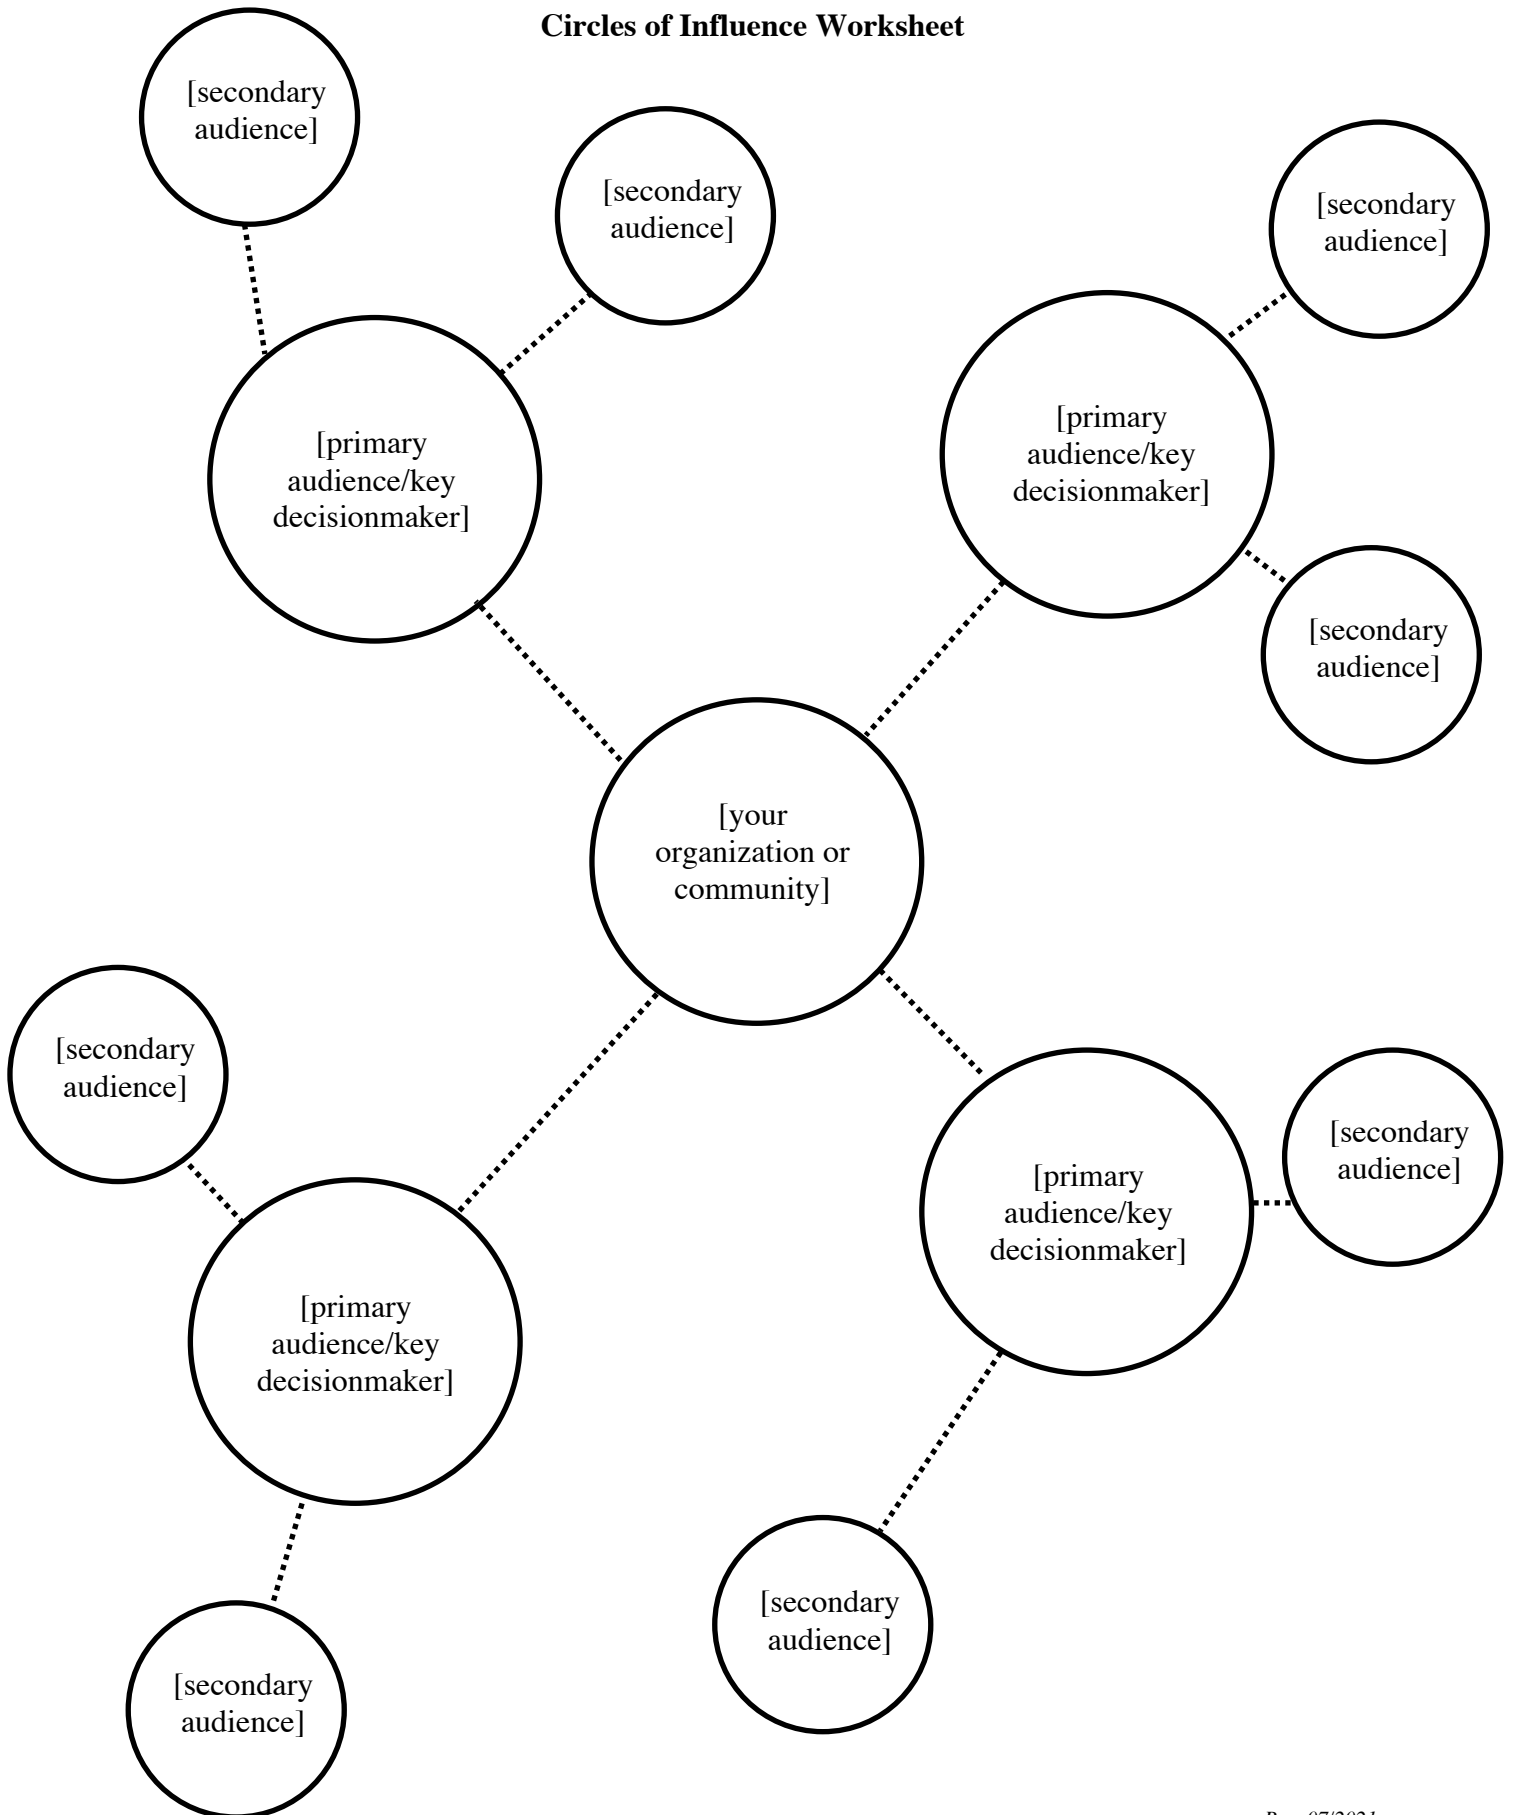 Circles of Influence Worksheet
[secondary
audience]
[secondary
audience]
[secondary
audience]
[primary
audience/key
decisionmaker]
[primary
audience/key
decisionmaker]
[secondary
audience]
[your
organization or
community]
[secondary
audience]
[secondary
audience]
[primary
audience/key
decisionmaker]
[primary
audience/key
decisionmaker]
[secondary
audience]
[secondary
audience]